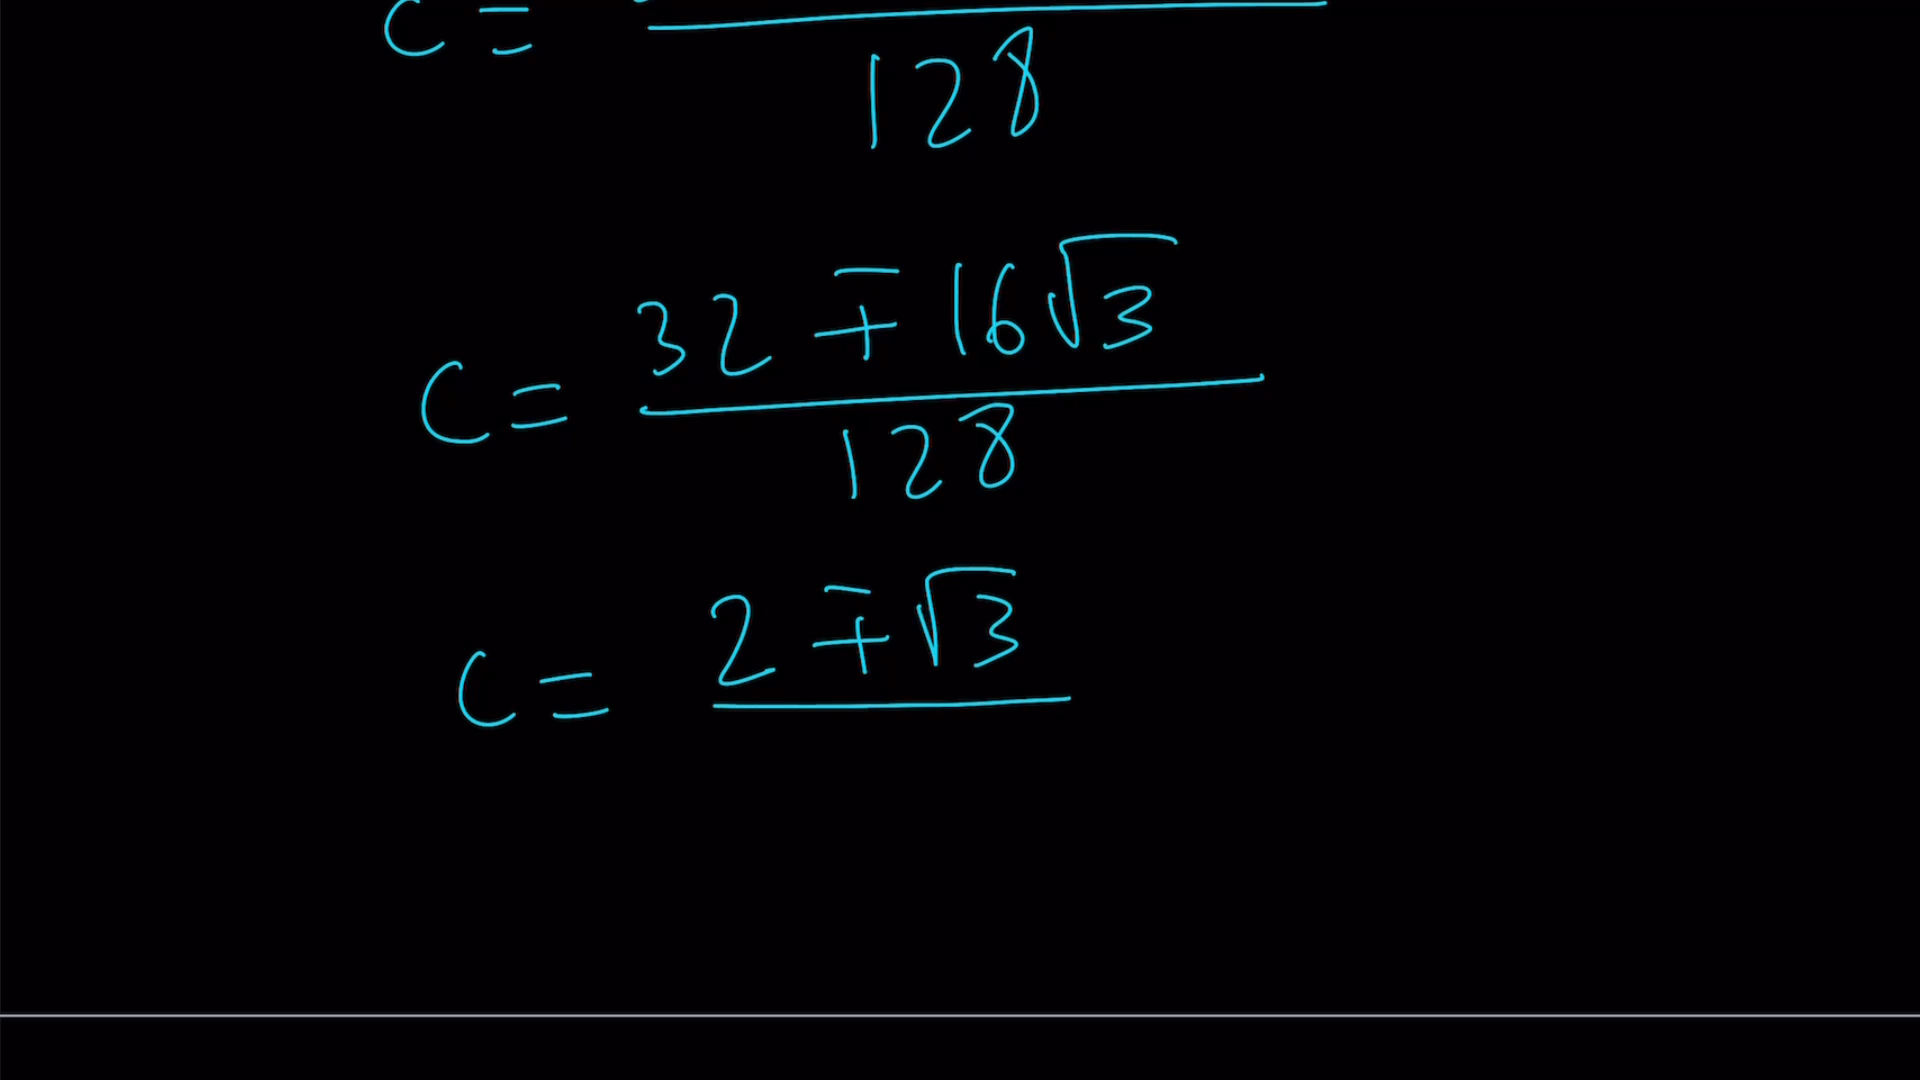 C = 
128
C = 32 ∓ 16√3
128
C = 2 ∓ √3